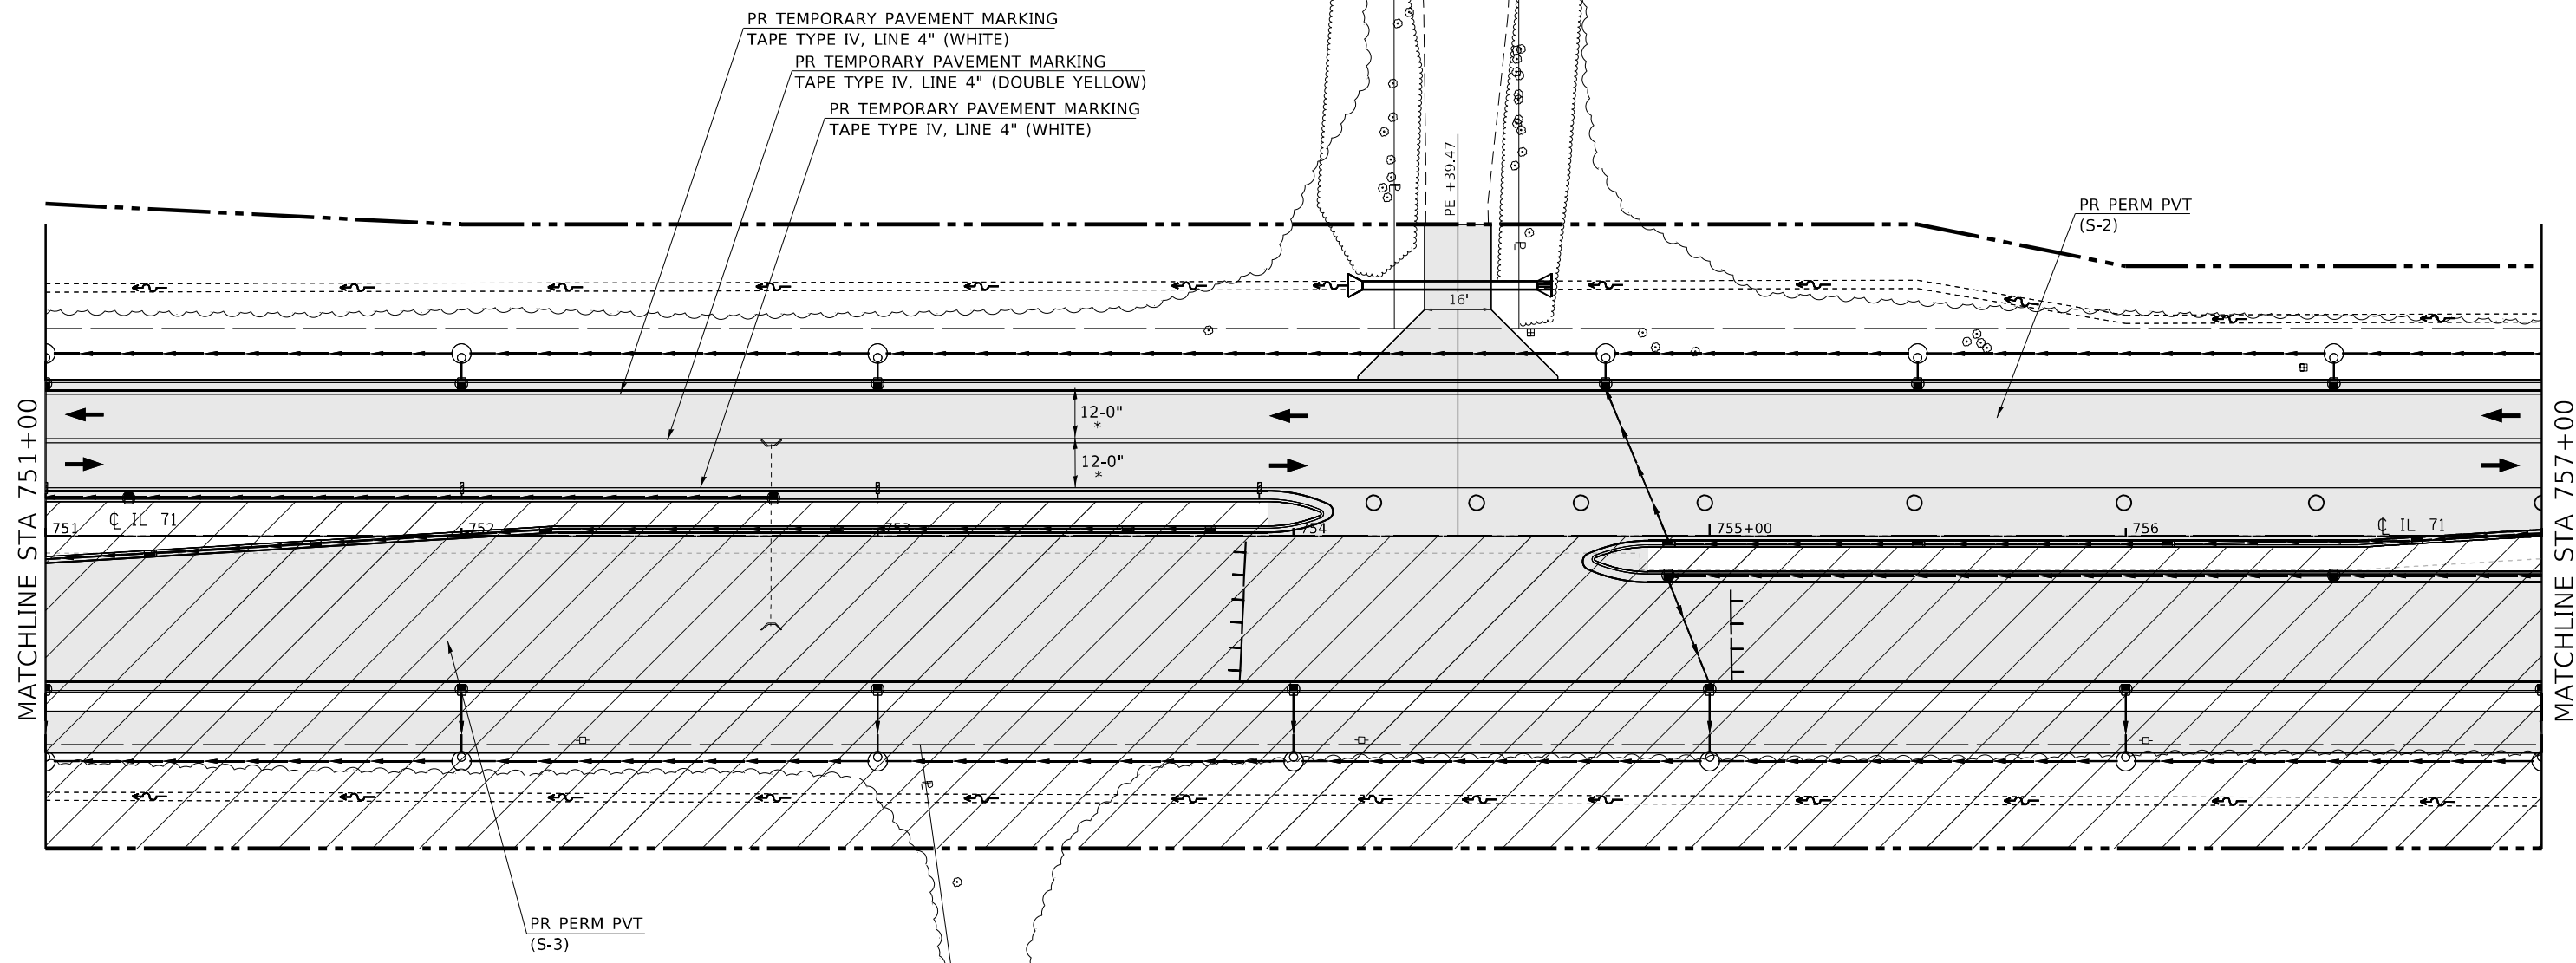 PR TEMPORARY PAVEMENT MARKING
TAPE TYPE IV, LINE 4" (WHITE)
PR TEMPORARY PAVEMENT MARKING
TAPE TYPE IV, LINE 4" (DOUBLE YELLOW)
PR TEMPORARY PAVEMENT MARKING
TAPE TYPE IV, LINE 4" (WHITE)
PE +39.47
PR PERM PVT
(S-2)
16'
12-0"
*
12-0"
*
MATCHLINE STA 751+00
MATCHLINE STA 757+00
751
℄ IL 71
752
753
754
755+00
756
℄ IL 71
PR PERM PVT
(S-3)